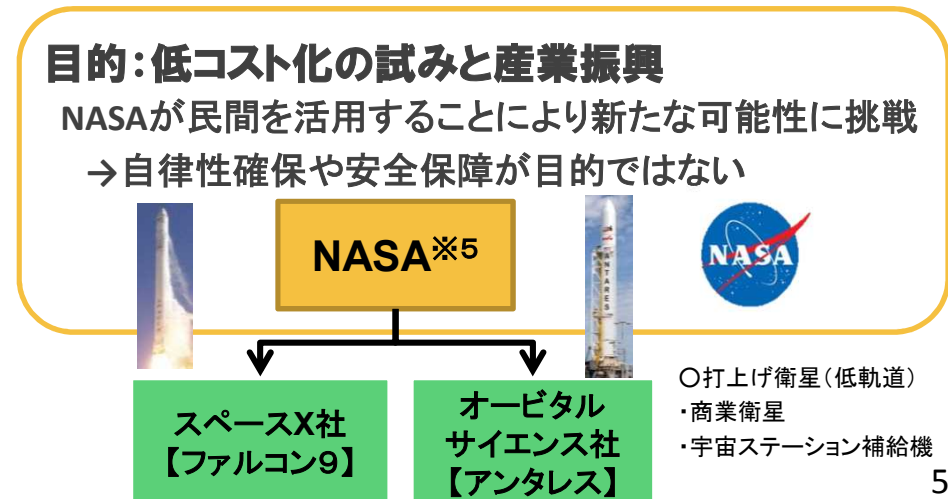 目的:低コスト化の試みと産業振興
NASAが民間を活用することにより新たな可能性に挑戦
→自律性確保や安全保障が目的ではない
NASA※5
ANTARES
NASA
スペースX社
【ファルコン9】
オービタル
サイエンス社
【アンタレス】
〇打上げ衛星(低軌道)
・商業衛星
・宇宙ステーション補給機
5